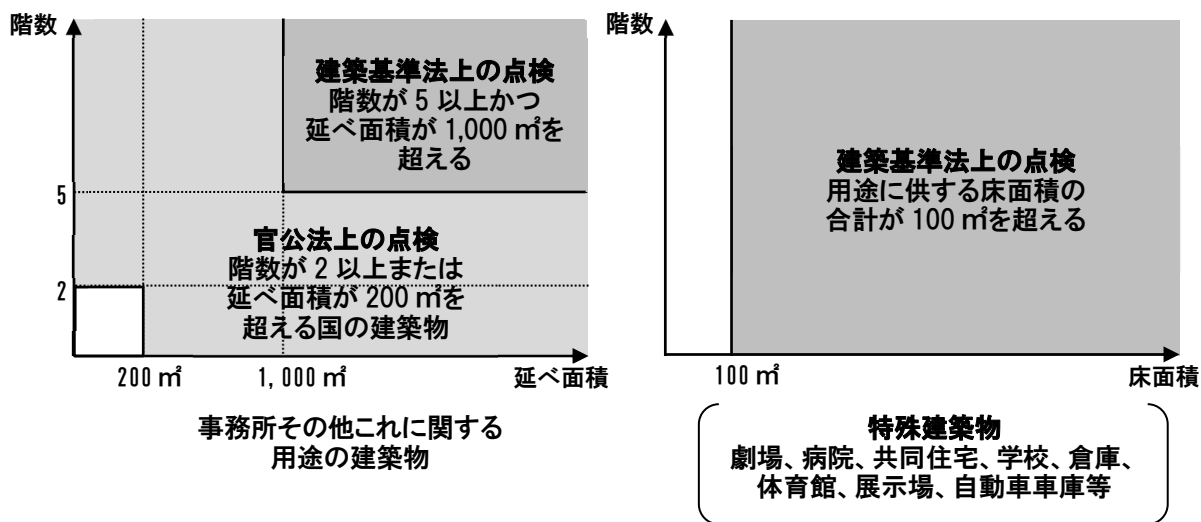 階数
建築基準法上の点検
階数が 5 以上かつ
延べ面積が 1,000 ㎡を
超える
5
官公法上の点検
階数が 2 以上または
延べ面積が 200 ㎡を
超える国の建築物
2
200 ㎡
1,000 ㎡
延べ面積
事務所その他これに関する
用途の建築物
階数
建築基準法上の点検
用途に供する床面積の
合計が 100 ㎡を超える
100 ㎡
床面積
特殊建築物
劇場、病院、共同住宅、学校、倉庫、
体育館、展示場、自動車車庫等